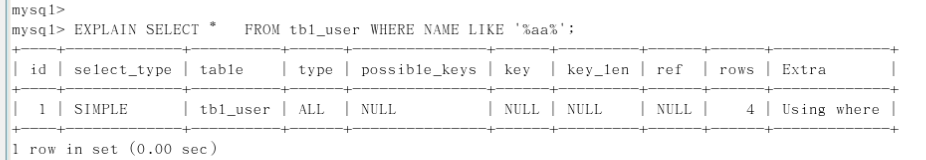 mysql>
mysql> EXPLAIN SELECT *   FROM tbl_user WHERE NAME LIKE '%aa%';
+----+-------------+----------+------+---------------+------+---------+------+------+-------------+
| id | select_type | table    | type | possible_keys | key  | key_len | ref  | rows | Extra       |
+----+-------------+----------+------+---------------+------+---------+------+------+-------------+
|  1 | SIMPLE      | tbl_user | ALL  | NULL          | NULL | NULL    | NULL |    4 | Using where |
+----+-------------+----------+------+---------------+------+---------+------+------+-------------+
1 row in set (0.00 sec)